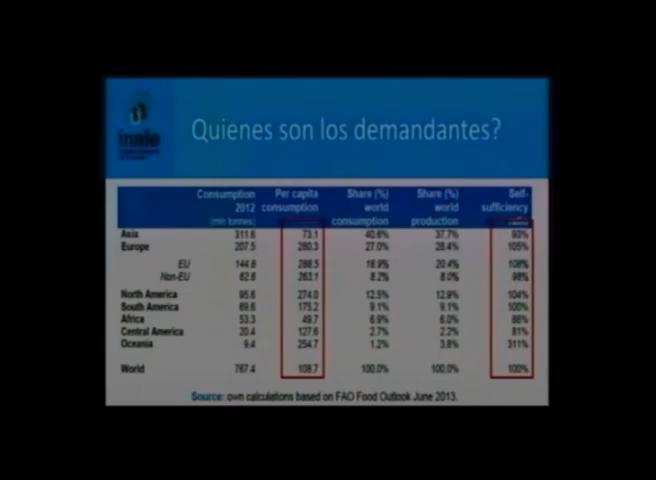 inale
Quienes son los demandantes?
Consumption 2012 (mln tonnes) Per capita consumption Share (%) world consumption Share (%) world production Self-sufficiency ratio
Asia 311.6 73.1 40.6% 37.7% 93%
Europe 207.5 280.3 27.0% 28.4% 105%
EU 144.8 288.5 18.9% 20.4% 108%
Non-EU 62.6 263.1 8.2% 8.0% 98%
North America 95.6 274.0 12.5% 12.9% 104%
South America 69.6 175.2 9.1% 9.1% 100%
Africa 53.3 49.7 6.9% 6.0% 86%
Central America 20.4 127.6 2.7% 2.2% 81%
Oceania 9.4 254.7 1.2% 3.8% 311%
World 767.4 108.7 100.0% 100.0% 100%
Source: own calculations based on FAO Food Outlook June 2013.